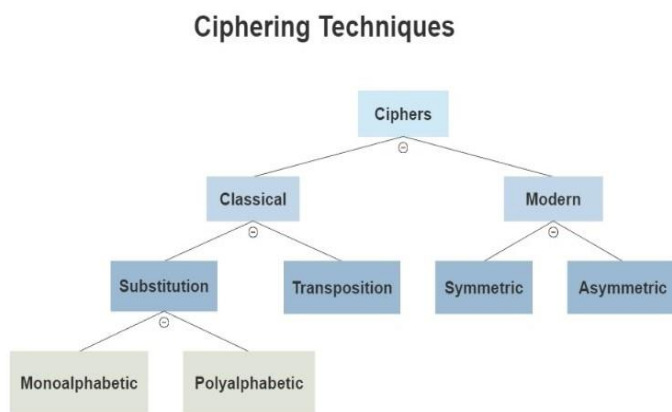 Ciphering Techniques
Ciphers
Classical
Modern
Substitution
Transposition
Symmetric
Asymmetric
Monoalphabetic
Polyalphabetic